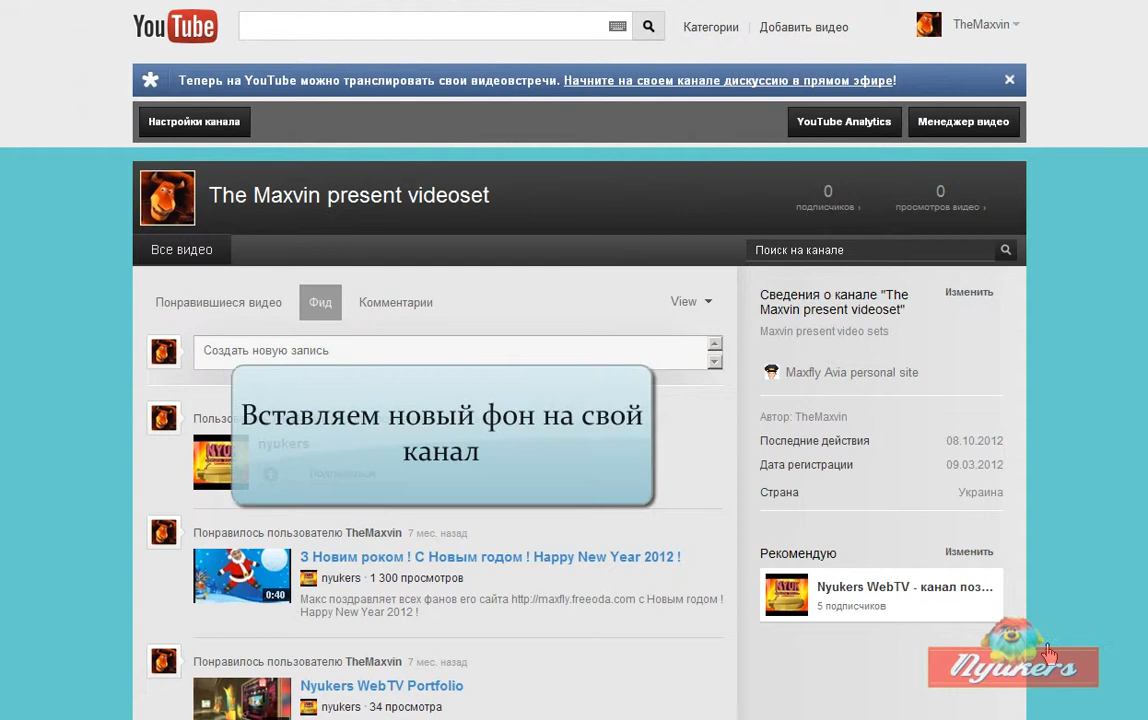 YouTube
Категории
Добавить видео
TheMaxvin
Теперь на YouTube можно транслировать свои видеовстречи. Начните на своем канале дискуссию в прямом эфире!
Настройки канала
YouTube Analytics
Менеджер видео
The Maxvin present videoset
0
подписчиков ›
0
просмотров видео ›
Все видео
Поиск на канале
Понравившиеся видео
Фид
Комментарии
View
Создать новую запись
Вставляем новый фон на свой
канал
nyukers
Подписаться
Понравилось пользователю TheMaxvin 7 мес. назад
З Новим роком ! С Новым годом ! Happy New Year 2012 !
0:40
nyukers · 1 300 просмотров
Макс поздравляет всех фанов его сайта http://maxfly.freeoda.com с Новым годом !
Happy New Year 2012 !
Понравилось пользователю TheMaxvin 7 мес. назад
Nyukers WebTV Portfolio
nyukers · 34 просмотра
Сведения о канале "The
Maxvin present videoset"
Изменить
Maxvin present video sets
Maxfly Avia personal site
Автор: TheMaxvin
Последние действия 08.10.2012
Дата регистрации 09.03.2012
Страна Украина
Рекомендую
Изменить
Nyukers WebTV - канал поз...
5 подписчиков
Nyukers